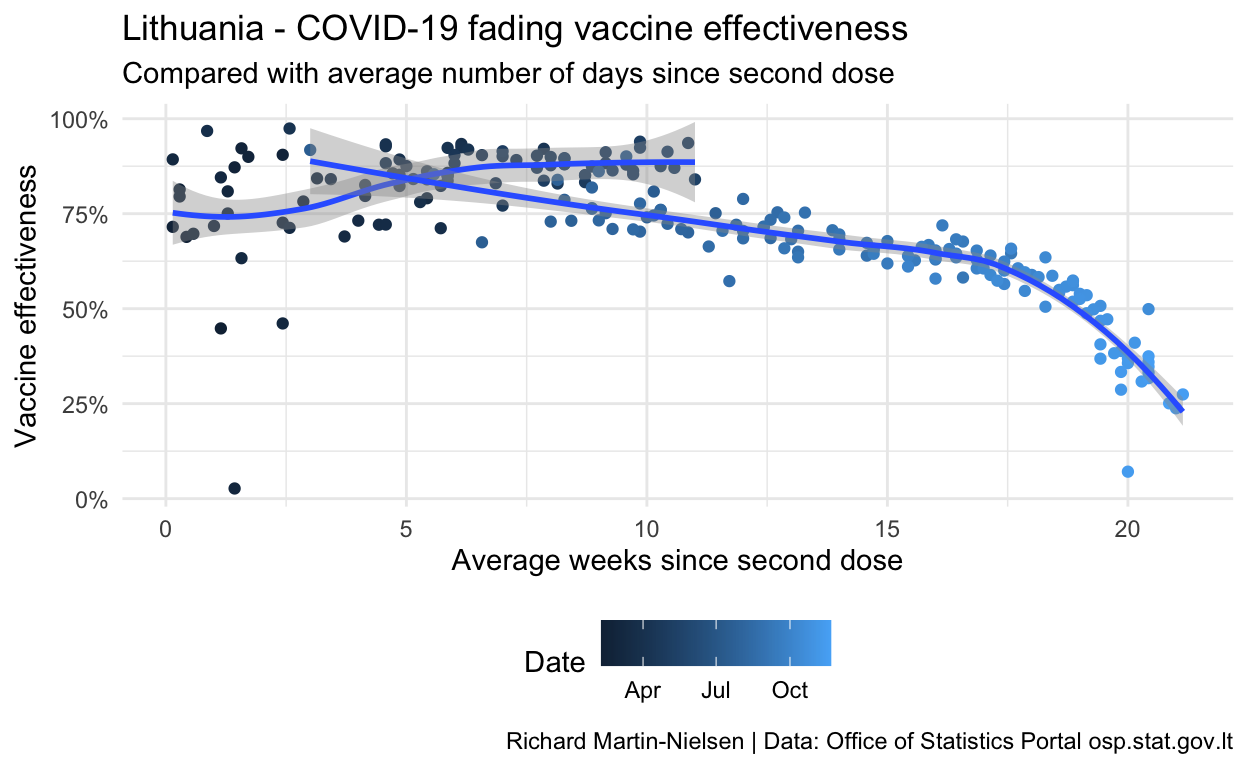 Lithuania - COVID-19 fading vaccine effectiveness
Compared with average number of days since second dose
Vaccine effectiveness
100%
75%
50%
25%
0%
0 5 10 15 20
Average weeks since second dose
Date
Apr Jul Oct
Richard Martin-Nielsen | Data: Office of Statistics Portal osp.stat.gov.lt